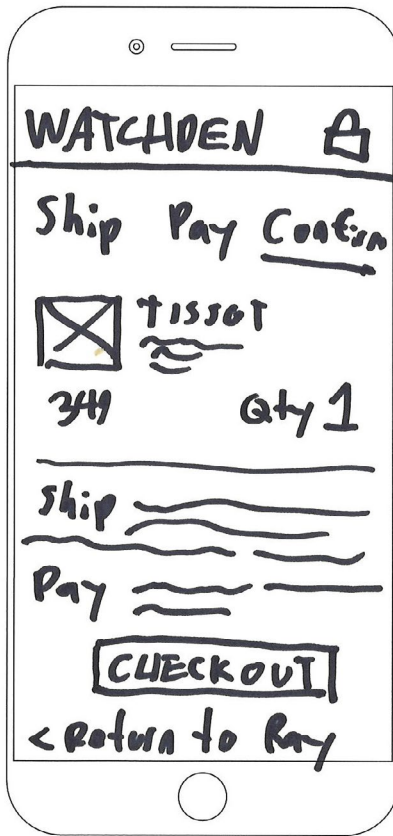 WATCHDEN
Ship Pay Confirm
TISSOT
349 Qty 1
Ship
Pay
CHECKOUT
< Return to Pay